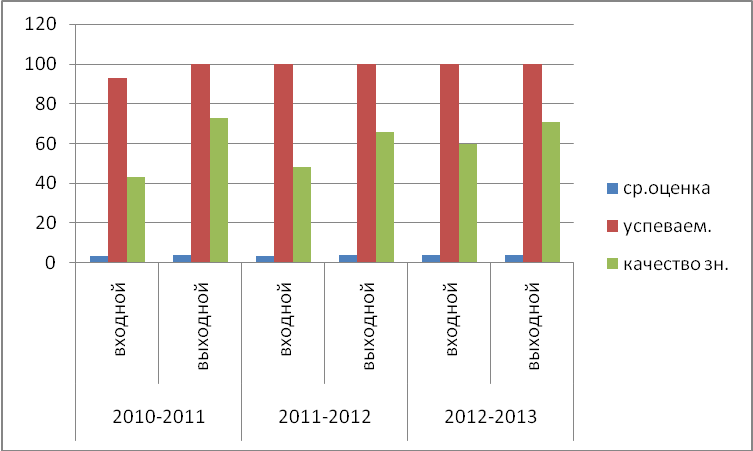 120
100
80
60
40
20
0
входной
выходной
входной
выходной
входной
выходной
2010-2011
2011-2012
2012-2013
ср.оценка
успеваем.
качество зн.